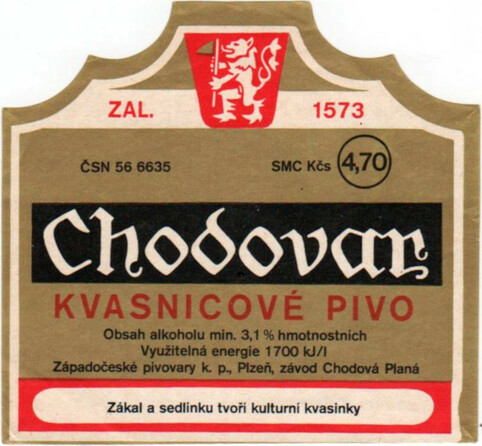 ZAL. 1573
ČSN 56 6635 SMC Kčs 4,70
Chodovar
KVASNICOVÉ PIVO
Obsah alkoholu min. 3,1 % hmotnostních
Využitelná energie 1700 kJ/l
Západočeské pivovary k. p., Plzeň, závod Chodová Planá
Zákal a sedlinku tvoří kulturní kvasinky